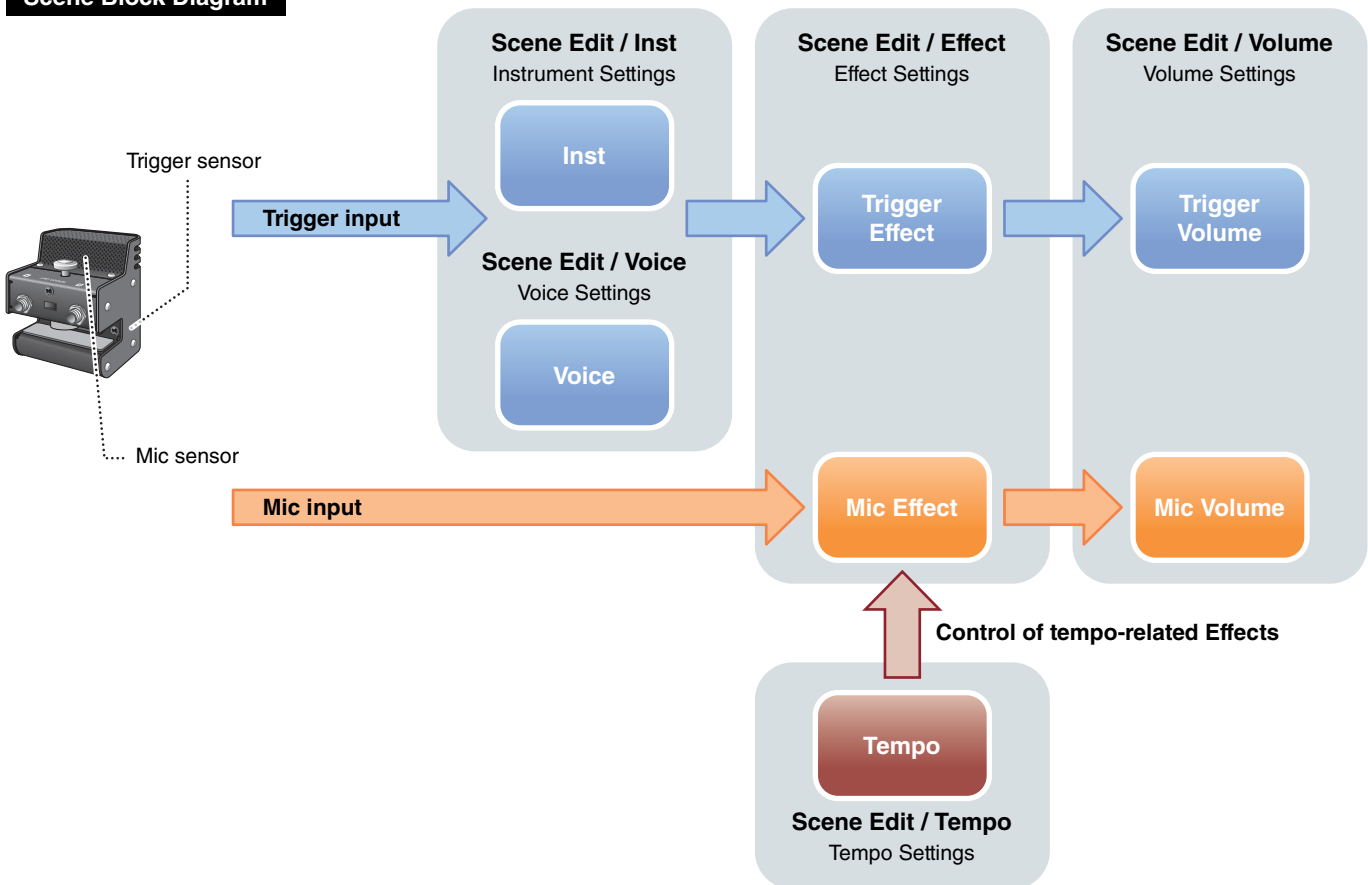 Scene Block Diagram
Scene Edit / Inst
Instrument Settings
Inst
Scene Edit / Voice
Voice Settings
Voice
Scene Edit / Effect
Effect Settings
Trigger
Effect
Scene Edit / Volume
Volume Settings
Trigger
Volume
Trigger sensor
Trigger input
Mic sensor
Mic input
Mic Effect
Mic Volume
Control of tempo-related Effects
Tempo
Scene Edit / Tempo
Tempo Settings